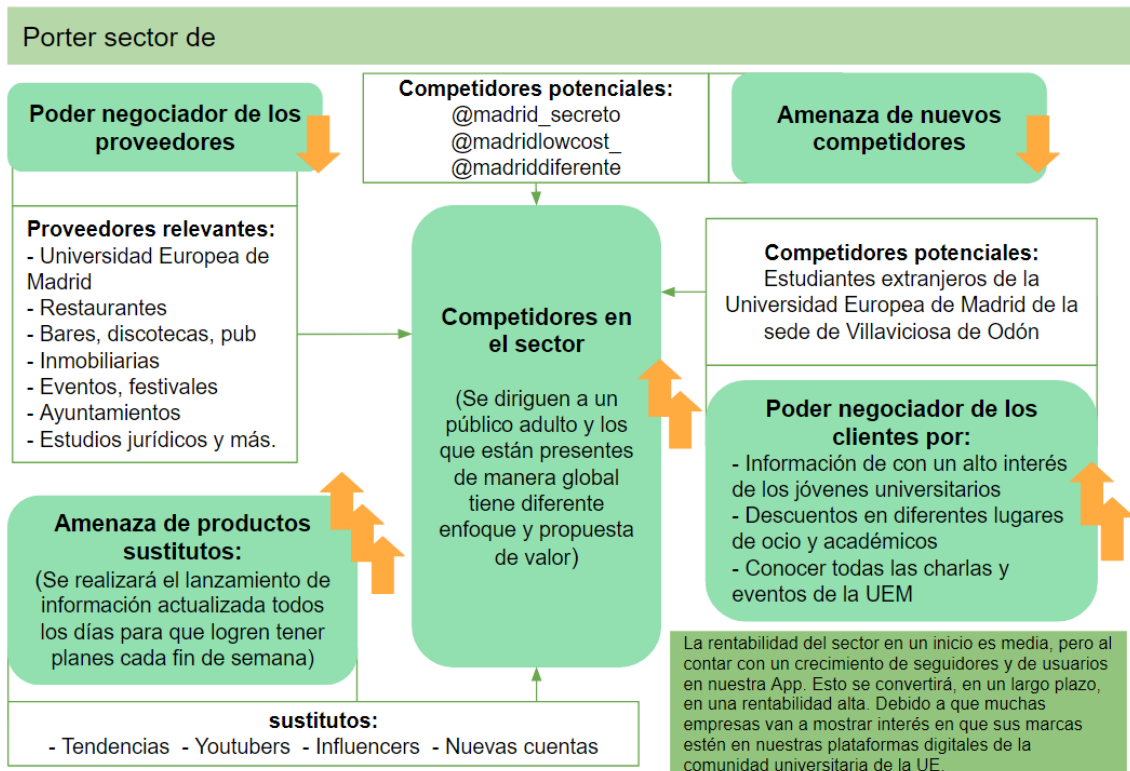 Porter sector de
Poder negociador de los
proveedores
Competidores potenciales:
@madrid_secreto
@madridlowcost_
@madriddiferente
Amenaza de nuevos
competidores
Proveedores relevantes:
- Universidad Europea de
Madrid
- Restaurantes
- Bares, discotecas, pub
- Inmobiliarias
- Eventos, festivales
- Ayuntamientos
- Estudios jurídicos y más.
Competidores en
el sector
(Se diriguen a un
público adulto y los
que están presentes
de manera global
tiene diferente
enfoque y propuesta
de valor)
Competidores potenciales:
Estudiantes extranjeros de la
Universidad Europea de Madrid de la
sede de Villaviciosa de Odón
Poder negociador de los
clientes por:
- Información de con un alto interés
de los jóvenes universitarios
- Descuentos en diferentes lugares
de ocio y académicos
- Conocer todas las charlas y
eventos de la UEM
Amenaza de productos
sustitutos:
(Se realizará el lanzamiento de
información actualizada todos
los días para que logren tener
planes cada fin de semana)
sustitutos:
- Tendencias - Youtubers - Influencers - Nuevas cuentas
La rentabilidad del sector en un inicio es media, pero al
contar con un crecimiento de seguidores y de usuarios
en nuestra App. Esto se convertirá, en un largo plazo,
en una rentabilidad alta. Debido a que muchas
empresas van a mostrar interés en que sus marcas
estén en nuestras plataformas digitales de la
comunidad universitaria de la UE.